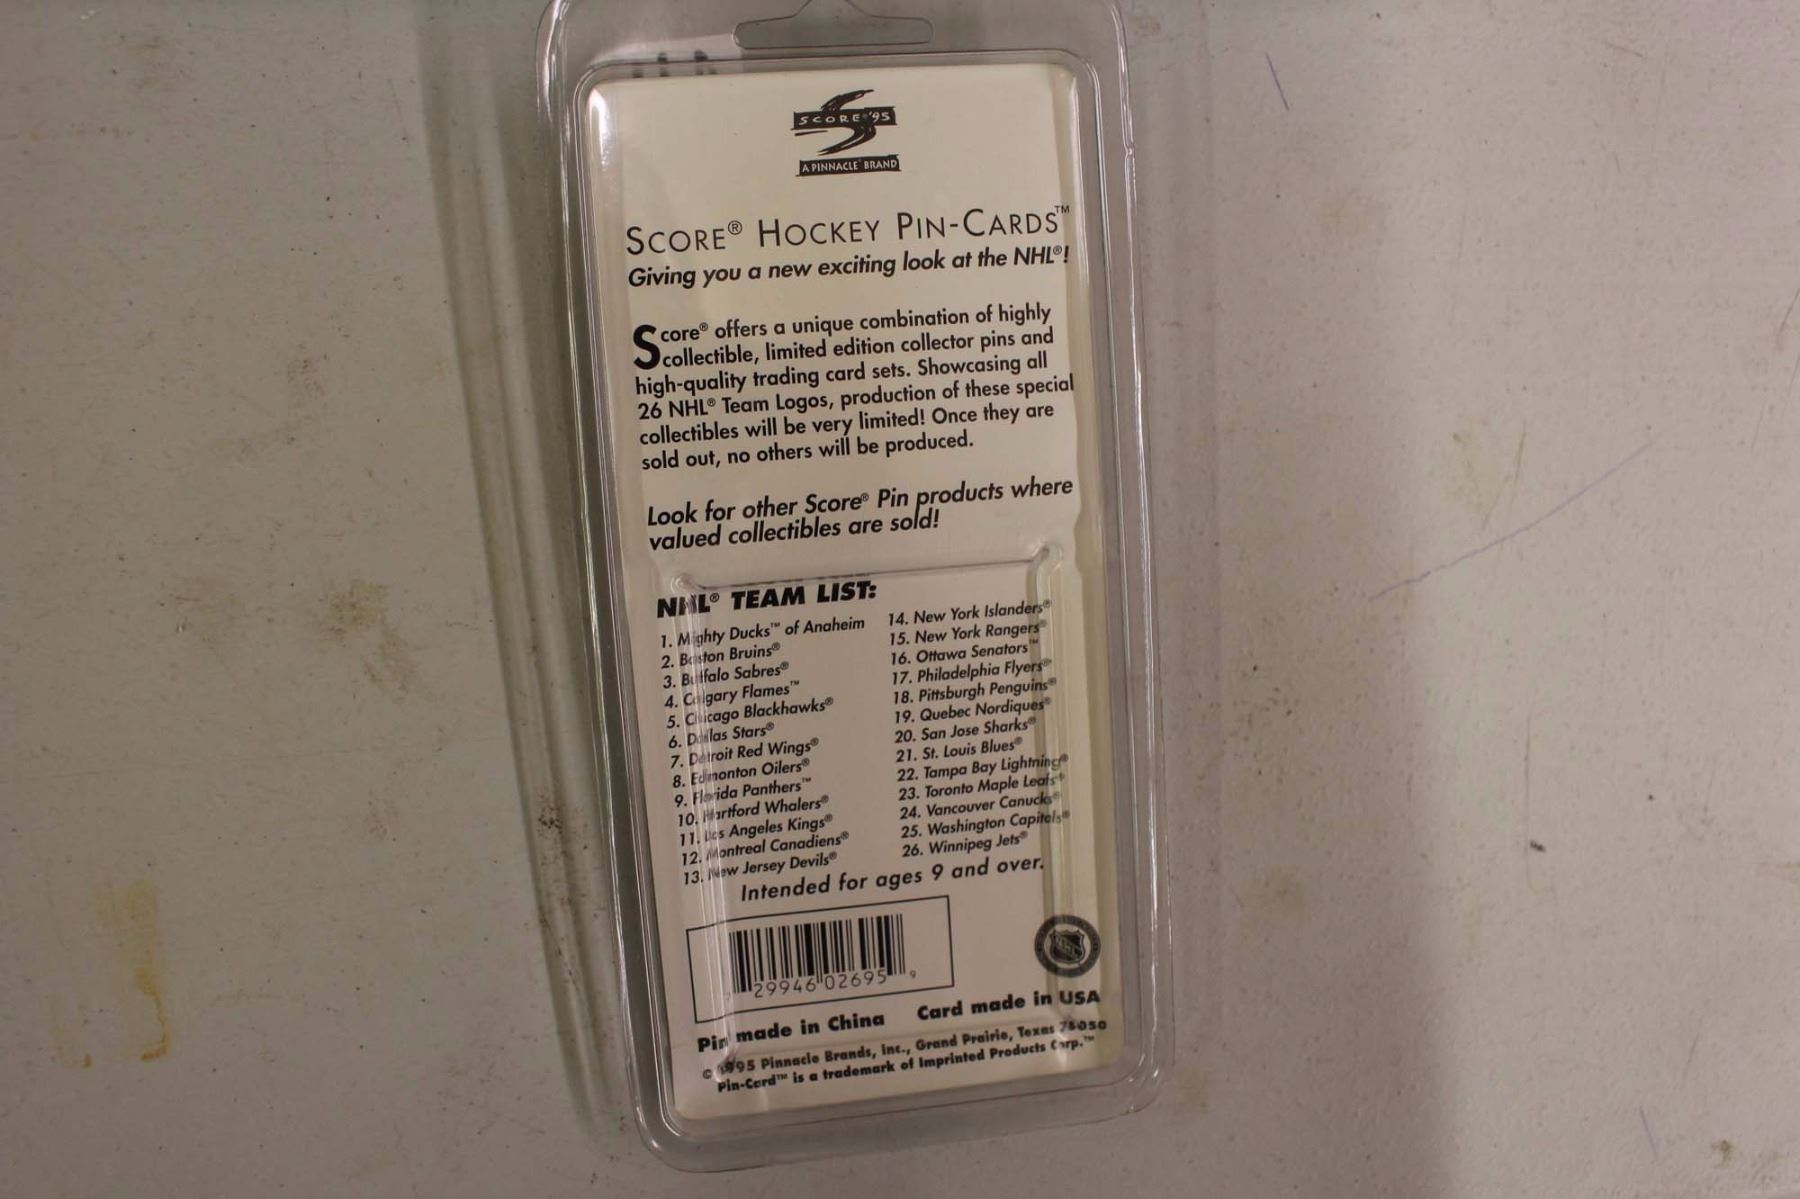 SCORE® '95
A PINNACLE® BRAND
SCORE® HOCKEY PIN-CARDS™
Giving you a new exciting look at the NHL®!
Score® offers a unique combination of highly
collectible, limited edition collector pins and
high-quality trading card sets. Showcasing all
26 NHL® Team Logos, production of these special
collectibles will be very limited! Once they are
sold out, no others will be produced.
Look for other Score® Pin products where
valued collectibles are sold!
NHL® TEAM LIST:
1. Mighty Ducks™ of Anaheim
2. Boston Bruins®
3. Buffalo Sabres®
4. Calgary Flames™
5. Chicago Blackhawks®
6. Dallas Stars®
7. Detroit Red Wings®
8. Edmonton Oilers®
9. Florida Panthers™
10. Hartford Whalers®
11. Los Angeles Kings®
12. Montreal Canadiens®
13. New Jersey Devils®
14. New York Islanders®
15. New York Rangers®
16. Ottawa Senators™
17. Philadelphia Flyers®
18. Pittsburgh Penguins®
19. Quebec Nordiques®
20. San Jose Sharks®
21. St. Louis Blues®
22. Tampa Bay Lightning®
23. Toronto Maple Leafs®
24. Vancouver Canucks®
25. Washington Capitals®
26. Winnipeg Jets®
Intended for ages 9 and over.
29946 02695 9
Pin made in China Card made in USA
© 1995 Pinnacle Brands, Inc., Grand Prairie, Texas 75050
Pin-Card™ is a trademark of Imprinted Products Corp.™